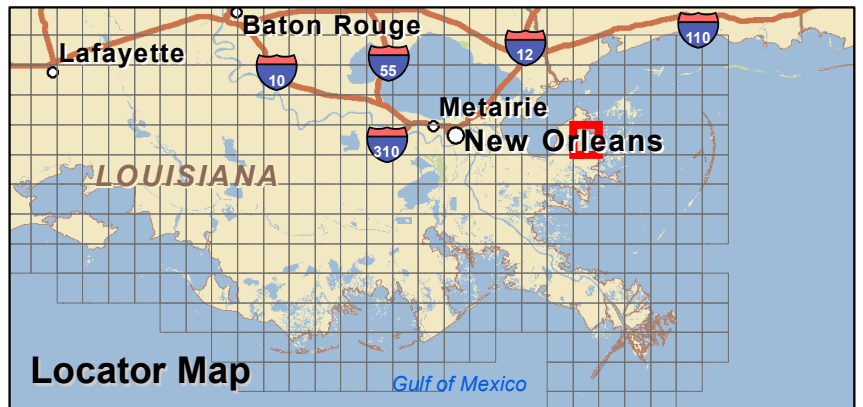 Baton Rouge
110
Lafayette
12
55
10
Metairie
New Orleans
310
LOUISIANA
Locator Map
Gulf of Mexico